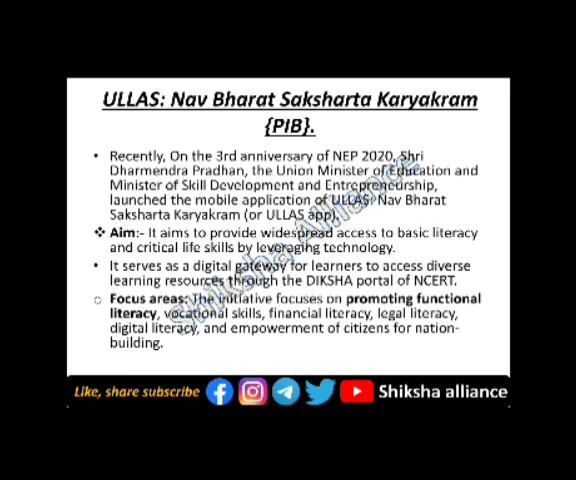 ULLAS: Nav Bharat Saksharta Karyakram
{PIB}.
• Recently, On the 3rd anniversary of NEP 2020, Shri
Dharmendra Pradhan, the Union Minister of Education and
Minister of Skill Development and Entrepreneurship,
launched the mobile application of ULLAS: Nav Bharat
Saksharta Karyakram (or ULLAS app).
❖ Aim:- It aims to provide widespread access to basic literacy
and critical life skills by leveraging technology.
• It serves as a digital gateway for learners to access diverse
learning resources through the DIKSHA portal of NCERT.
o Focus areas: The initiative focuses on promoting functional
literacy, vocational skills, financial literacy, legal literacy,
digital literacy, and empowerment of citizens for nation-
building.
Shiksha Alliance
Like, share subscribe Shiksha alliance